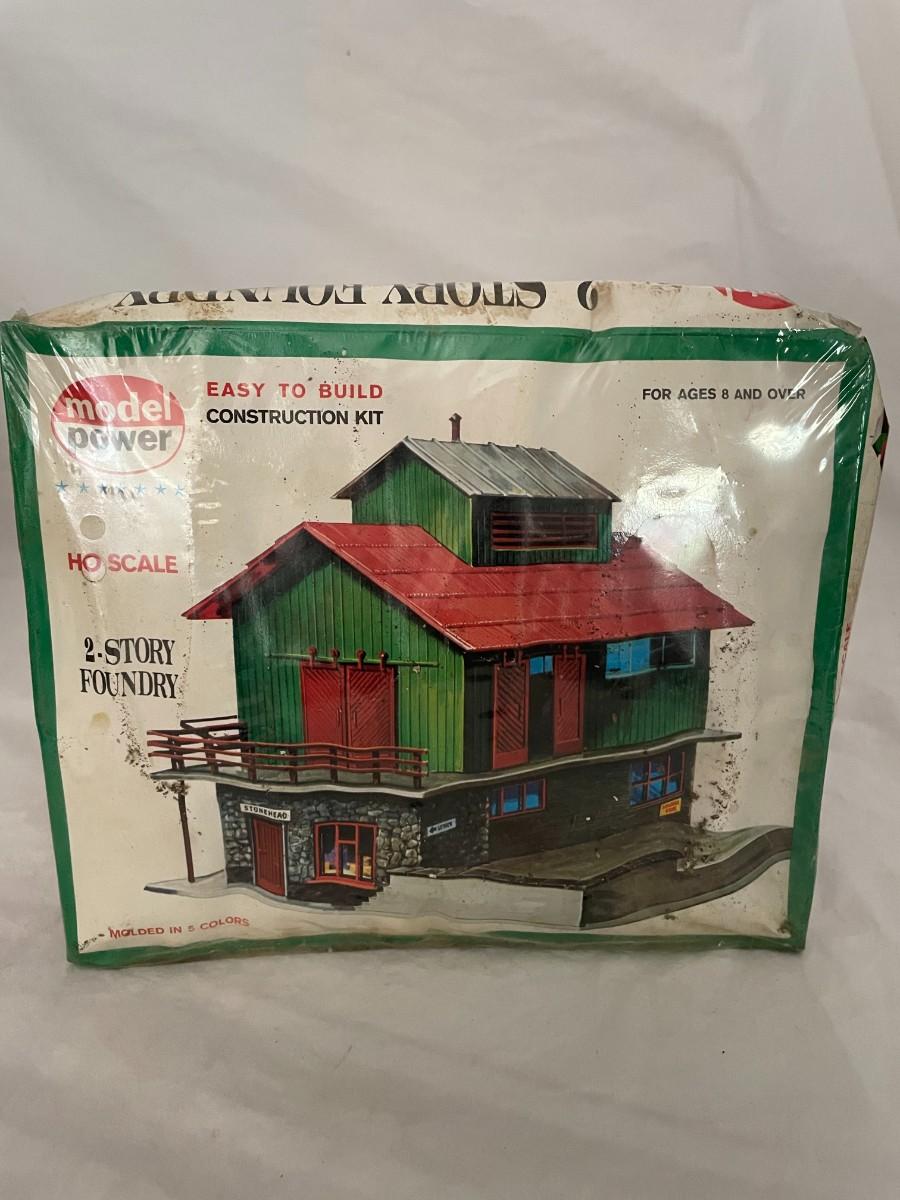 2 STORY FOUNDRY
model
power
EASY TO BUILD
CONSTRUCTION KIT
FOR AGES 8 AND OVER
HO SCALE
2-STORY
FOUNDRY
STONEHEAD
MOLDED IN 5 COLORS